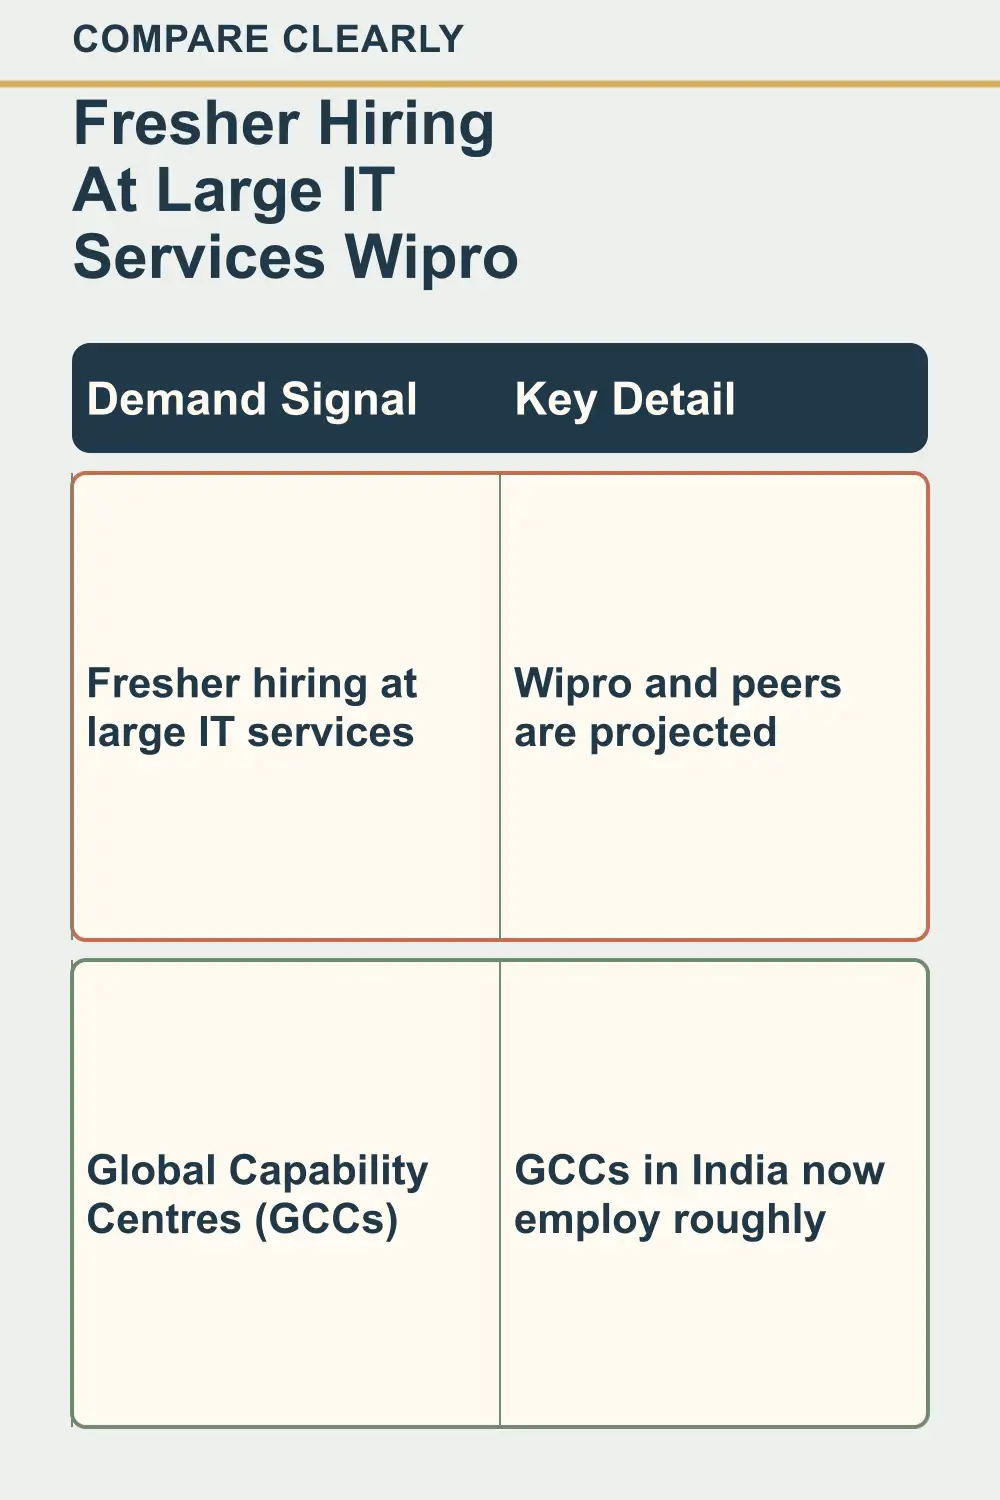 COMPARE CLEARLY
Fresher Hiring
At Large IT
Services Wipro
Demand Signal
Key Detail
Fresher hiring at
large IT services
Wipro and peers
are projected
Global Capability
Centres (GCCs)
GCCs in India now
employ roughly